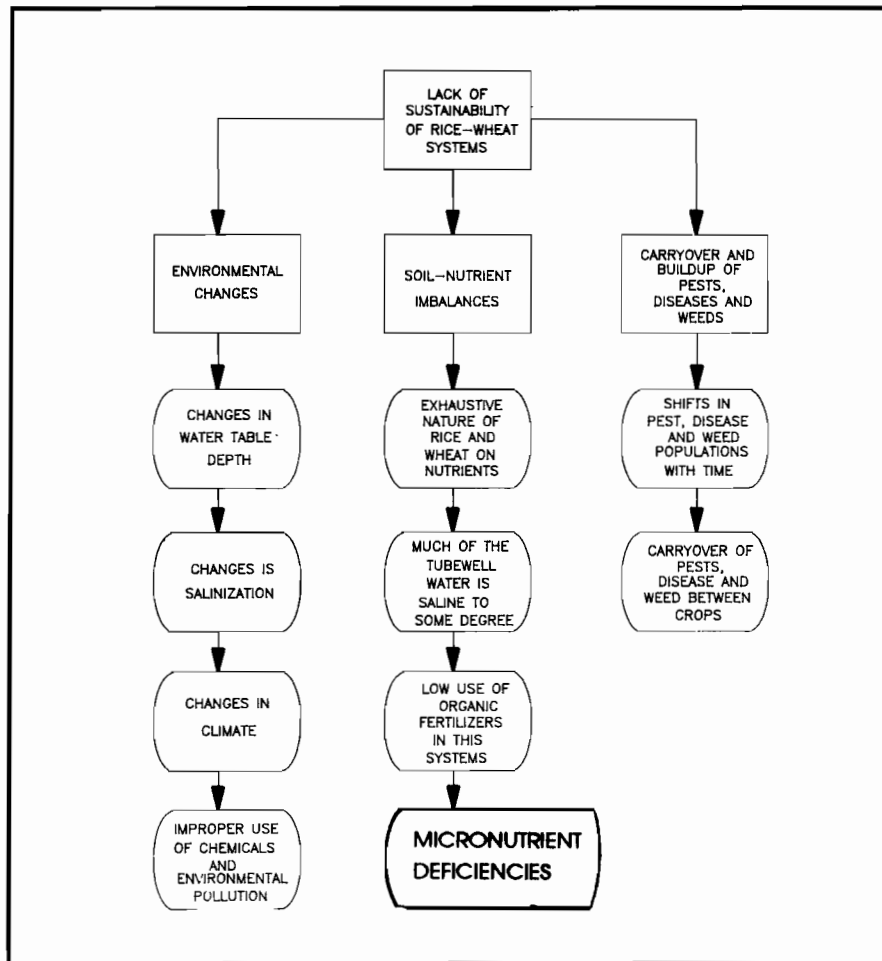 LACK OF
SUSTAINABILITY
OF RICE-WHEAT
SYSTEMS
ENVIRONMENTAL
CHANGES
SOIL-NUTRIENT
IMBALANCES
CARRYOVER AND
BUILDUP OF
PESTS,
DISEASES AND
WEEDS
CHANGES IN
WATER TABLE
DEPTH
EXHAUSTIVE
NATURE OF
RICE AND
WHEAT ON
NUTRIENTS
SHIFTS IN
PEST, DISEASE
AND WEED
POPULATIONS
WITH TIME
CHANGES IS
SALINIZATION
MUCH OF THE
TUBEWELL
WATER IS
SALINE TO
SOME DEGREE
CARRYOVER OF
PESTS,
DISEASE AND
WEED BETWEEN
CROPS
CHANGES IN
CLIMATE
LOW USE OF
ORGANIC
FERTILIZERS
IN THIS
SYSTEMS
IMPROPER USE
OF CHEMICALS
AND
ENVIRONMENTAL
POLLUTION
MICRONUTRIENT
DEFICIENCIES